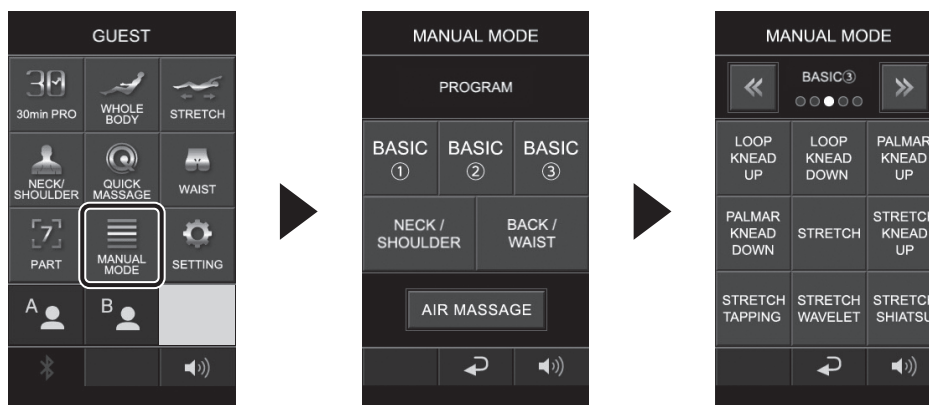 GUEST
30
30min PRO
WHOLE
BODY
STRETCH
NECK/
SHOULDER
QUICK
MASSAGE
WAIST
7
PART
MANUAL
MODE
SETTING
A
B
MANUAL MODE
PROGRAM
BASIC
①
BASIC
②
BASIC
③
NECK /
SHOULDER
BACK /
WAIST
AIR MASSAGE
MANUAL MODE
BASIC③
LOOP
KNEAD
UP
LOOP
KNEAD
DOWN
PALMAR
KNEAD
UP
PALMAR
KNEAD
DOWN
STRETCH
STRETCH
KNEAD
UP
STRETCH
TAPPING
STRETCH
WAVELET
STRETC
SHIATSU